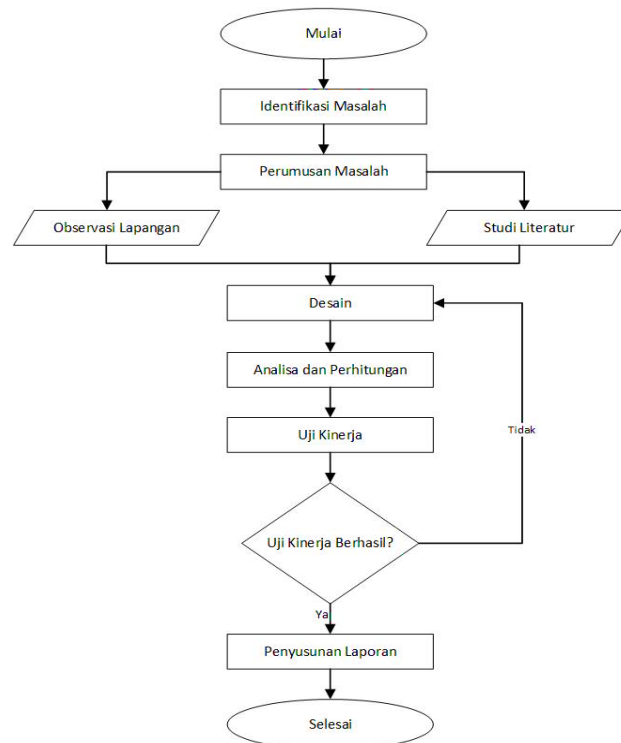 Mulai
Identifikasi Masalah
Perumusan Masalah
Observasi Lapangan
Studi Literatur
Desain
Analisa dan Perhitungan
Uji Kinerja
Tidak
Uji Kinerja Berhasil?
Ya
Penyusunan Laporan
Selesai